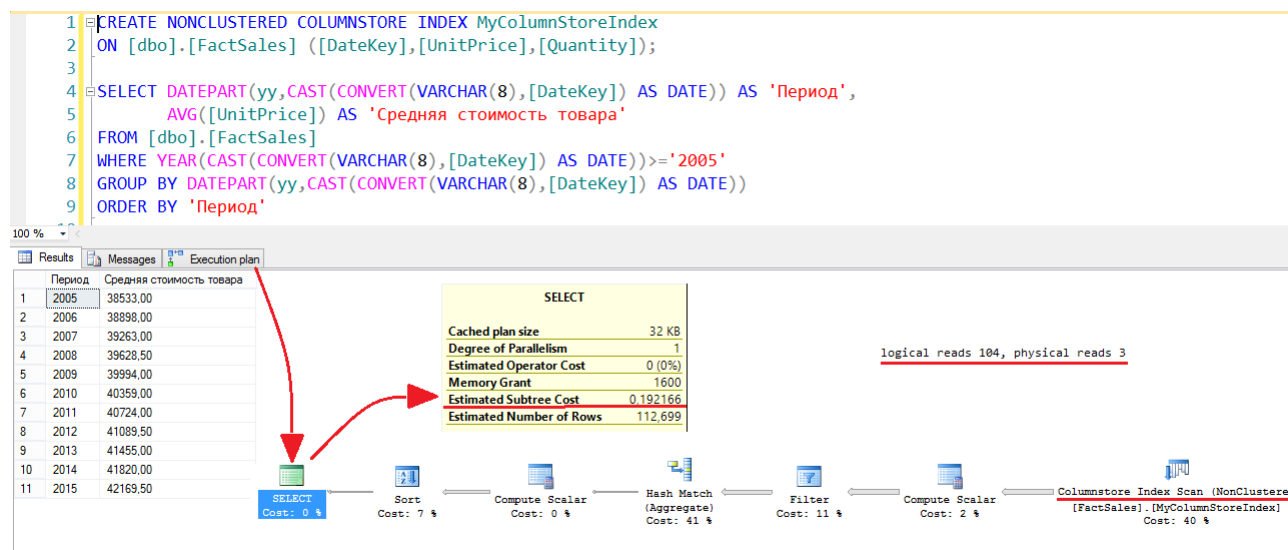 1 CREATE NONCLUSTERED COLUMNSTORE INDEX MyColumnStoreIndex
2 ON [dbo].[FactSales] ([DateKey],[UnitPrice],[Quantity]);
3
4 SELECT DATEPART(yy,CAST(CONVERT(VARCHAR(8),[DateKey]) AS DATE)) AS 'Период',
5 AVG([UnitPrice]) AS 'Средняя стоимость товара'
6 FROM [dbo].[FactSales]
7 WHERE YEAR(CAST(CONVERT(VARCHAR(8),[DateKey]) AS DATE))>='2005'
8 GROUP BY DATEPART(yy,CAST(CONVERT(VARCHAR(8),[DateKey]) AS DATE))
9 ORDER BY 'Период'
100 %
Results Messages Execution plan
Период Средняя стоимость товара
1 2005 38533,00
2 2006 38898,00
3 2007 39263,00
4 2008 39628,50
5 2009 39994,00
6 2010 40359,00
7 2011 40724,00
8 2012 41089,50
9 2013 41455,00
10 2014 41820,00
11 2015 42169,50
SELECT
Cached plan size 32 KB
Degree of Parallelism 1
Estimated Operator Cost 0 (0%)
Memory Grant 1600
Estimated Subtree Cost 0,192166
Estimated Number of Rows 112,699
logical reads 104, physical reads 3
SELECT
Cost: 0 %
Sort
Cost: 7 %
Compute Scalar
Cost: 0 %
Hash Match
(Aggregate)
Cost: 41 %
Filter
Cost: 11 %
Compute Scalar
Cost: 2 %
Columnstore Index Scan (NonClustere
[FactSales].[MyColumnStoreIndex]
Cost: 40 %